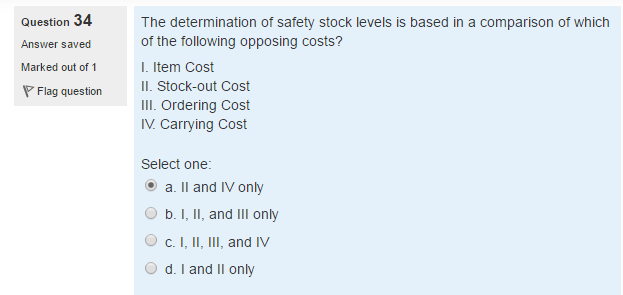 Question 34
Answer saved
Marked out of 1
Flag question
The determination of safety stock levels is based in a comparison of which
of the following opposing costs?
I. Item Cost
II. Stock-out Cost
III. Ordering Cost
IV. Carrying Cost
Select one:
a. II and IV only
b. I, II, and III only
c. I, II, III, and IV
d. I and II only